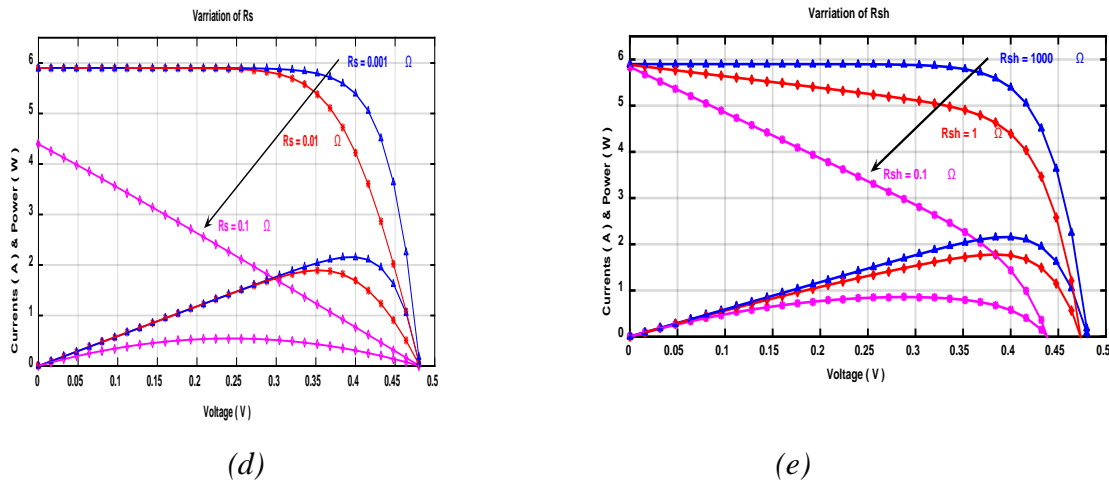 Varriation of Rs
Currents ( A ) & Power ( W )
6
5
4
3
2
1
0
Rs = 0.001 Ω
Rs = 0.01 Ω
Rs = 0.1 Ω
0 0.05 0.1 0.15 0.2 0.25 0.3 0.35 0.4 0.45 0.5
Voltage ( V )
(d)
Varriation of Rsh
Currents ( A ) & Power ( W )
6
5
4
3
2
1
0
Rsh = 1000 Ω
Rsh = 1 Ω
Rsh = 0.1 Ω
0 0.05 0.1 0.15 0.2 0.25 0.3 0.35 0.4 0.45 0.5
Voltage ( V )
(e)